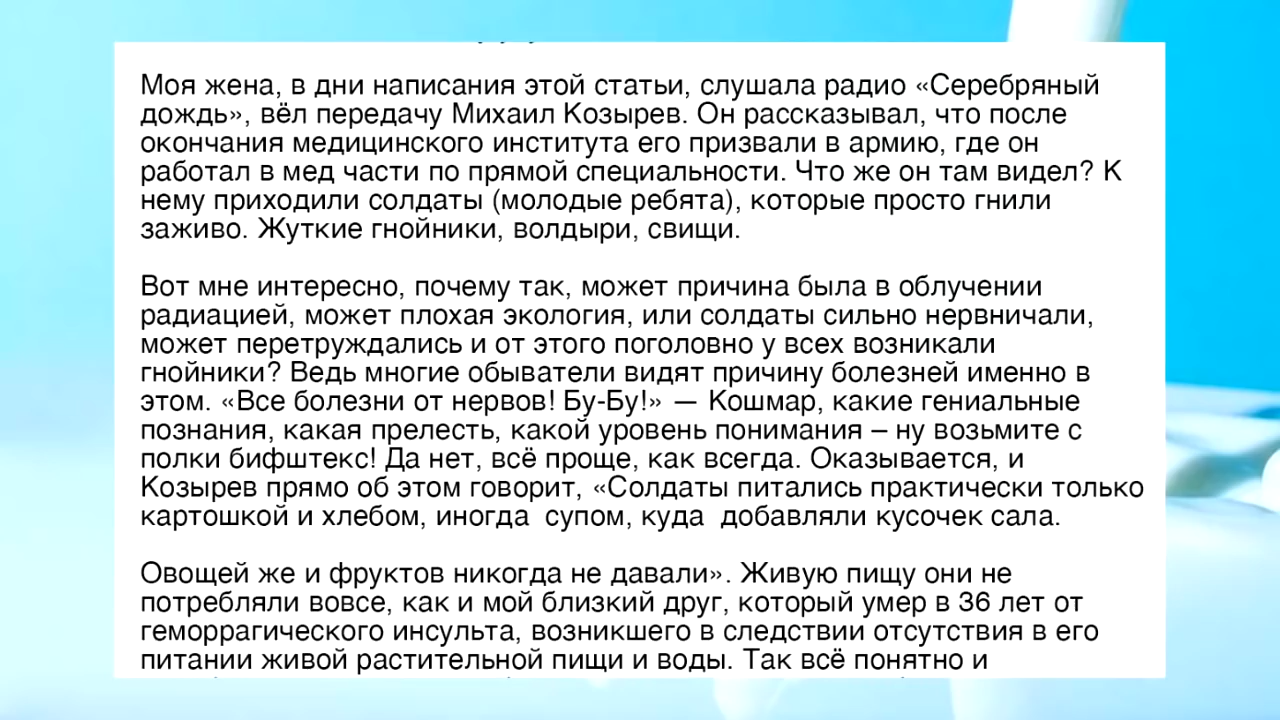 Моя жена, в дни написания этой статьи, слушала радио «Серебряный
дождь», вёл передачу Михаил Козырев. Он рассказывал, что после
окончания медицинского института его призвали в армию, где он
работал в мед части по прямой специальности. Что же он там видел? К
нему приходили солдаты (молодые ребята), которые просто гнили
заживо. Жуткие гнойники, волдыри, свищи.
Вот мне интересно, почему так, может причина была в облучении
радиацией, может плохая экология, или солдаты сильно нервничали,
может перетруждались и от этого поголовно у всех возникали
гнойники? Ведь многие обыватели видят причину болезней именно в
этом. «Все болезни от нервов! Бу-Бу!» — Кошмар, какие гениальные
познания, какая прелесть, какой уровень понимания – ну возьмите с
полки бифштекс! Да нет, всё проще, как всегда. Оказывается, и
Козырев прямо об этом говорит, «Солдаты питались практически только
картошкой и хлебом, иногда  супом, куда  добавляли кусочек сала.
Овощей же и фруктов никогда не давали». Живую пищу они не
потребляли вовсе, как и мой близкий друг, который умер в 36 лет от
геморрагического инсульта, возникшего в следствии отсутствия в его
питании живой растительной пищи и воды. Так всё понятно и